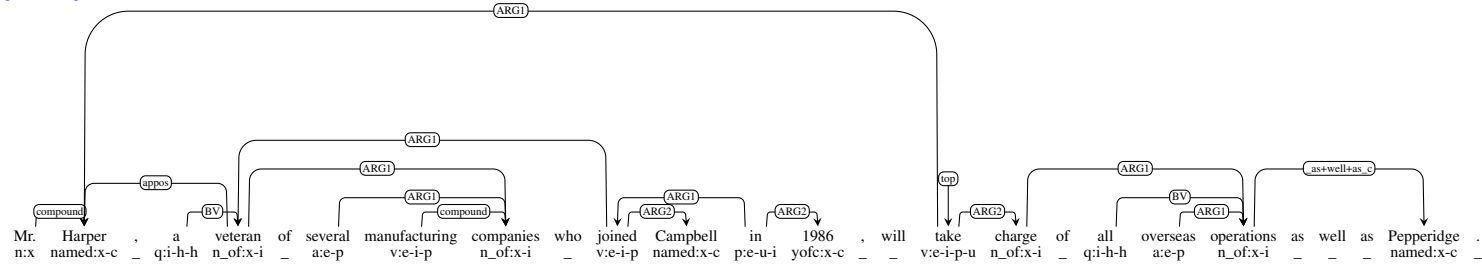 ARG1
ARG1
ARG1 ARG1
appos top _as+well+as_c
ARG1 ARG1 BV
compound BV compound ARG2 ARG2 ARG2 ARG1
Mr. Harper , a veteran of several manufacturing companies who joined Campbell in 1986 , will take charge of all overseas operations as well as Pepperidge .
n:x named:x-c _ q:i-h-h n_of:x-i _ a:e-p v:e-i-p n_of:x-i _ v:e-i-p named:x-c p:e-u-i yofc:x-c _ _ v:e-i-p-u n_of:x-i _ q:i-h-h a:e-p n_of:x-i _ _ _ named:x-c _